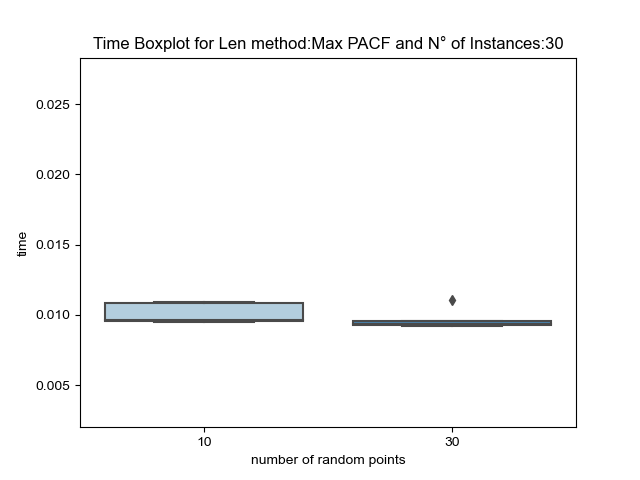 Time Boxplot for Len method:Max PACF and N° of Instances:30
0.025
0.020
0.015
0.010
0.005
time
10
30
number of random points